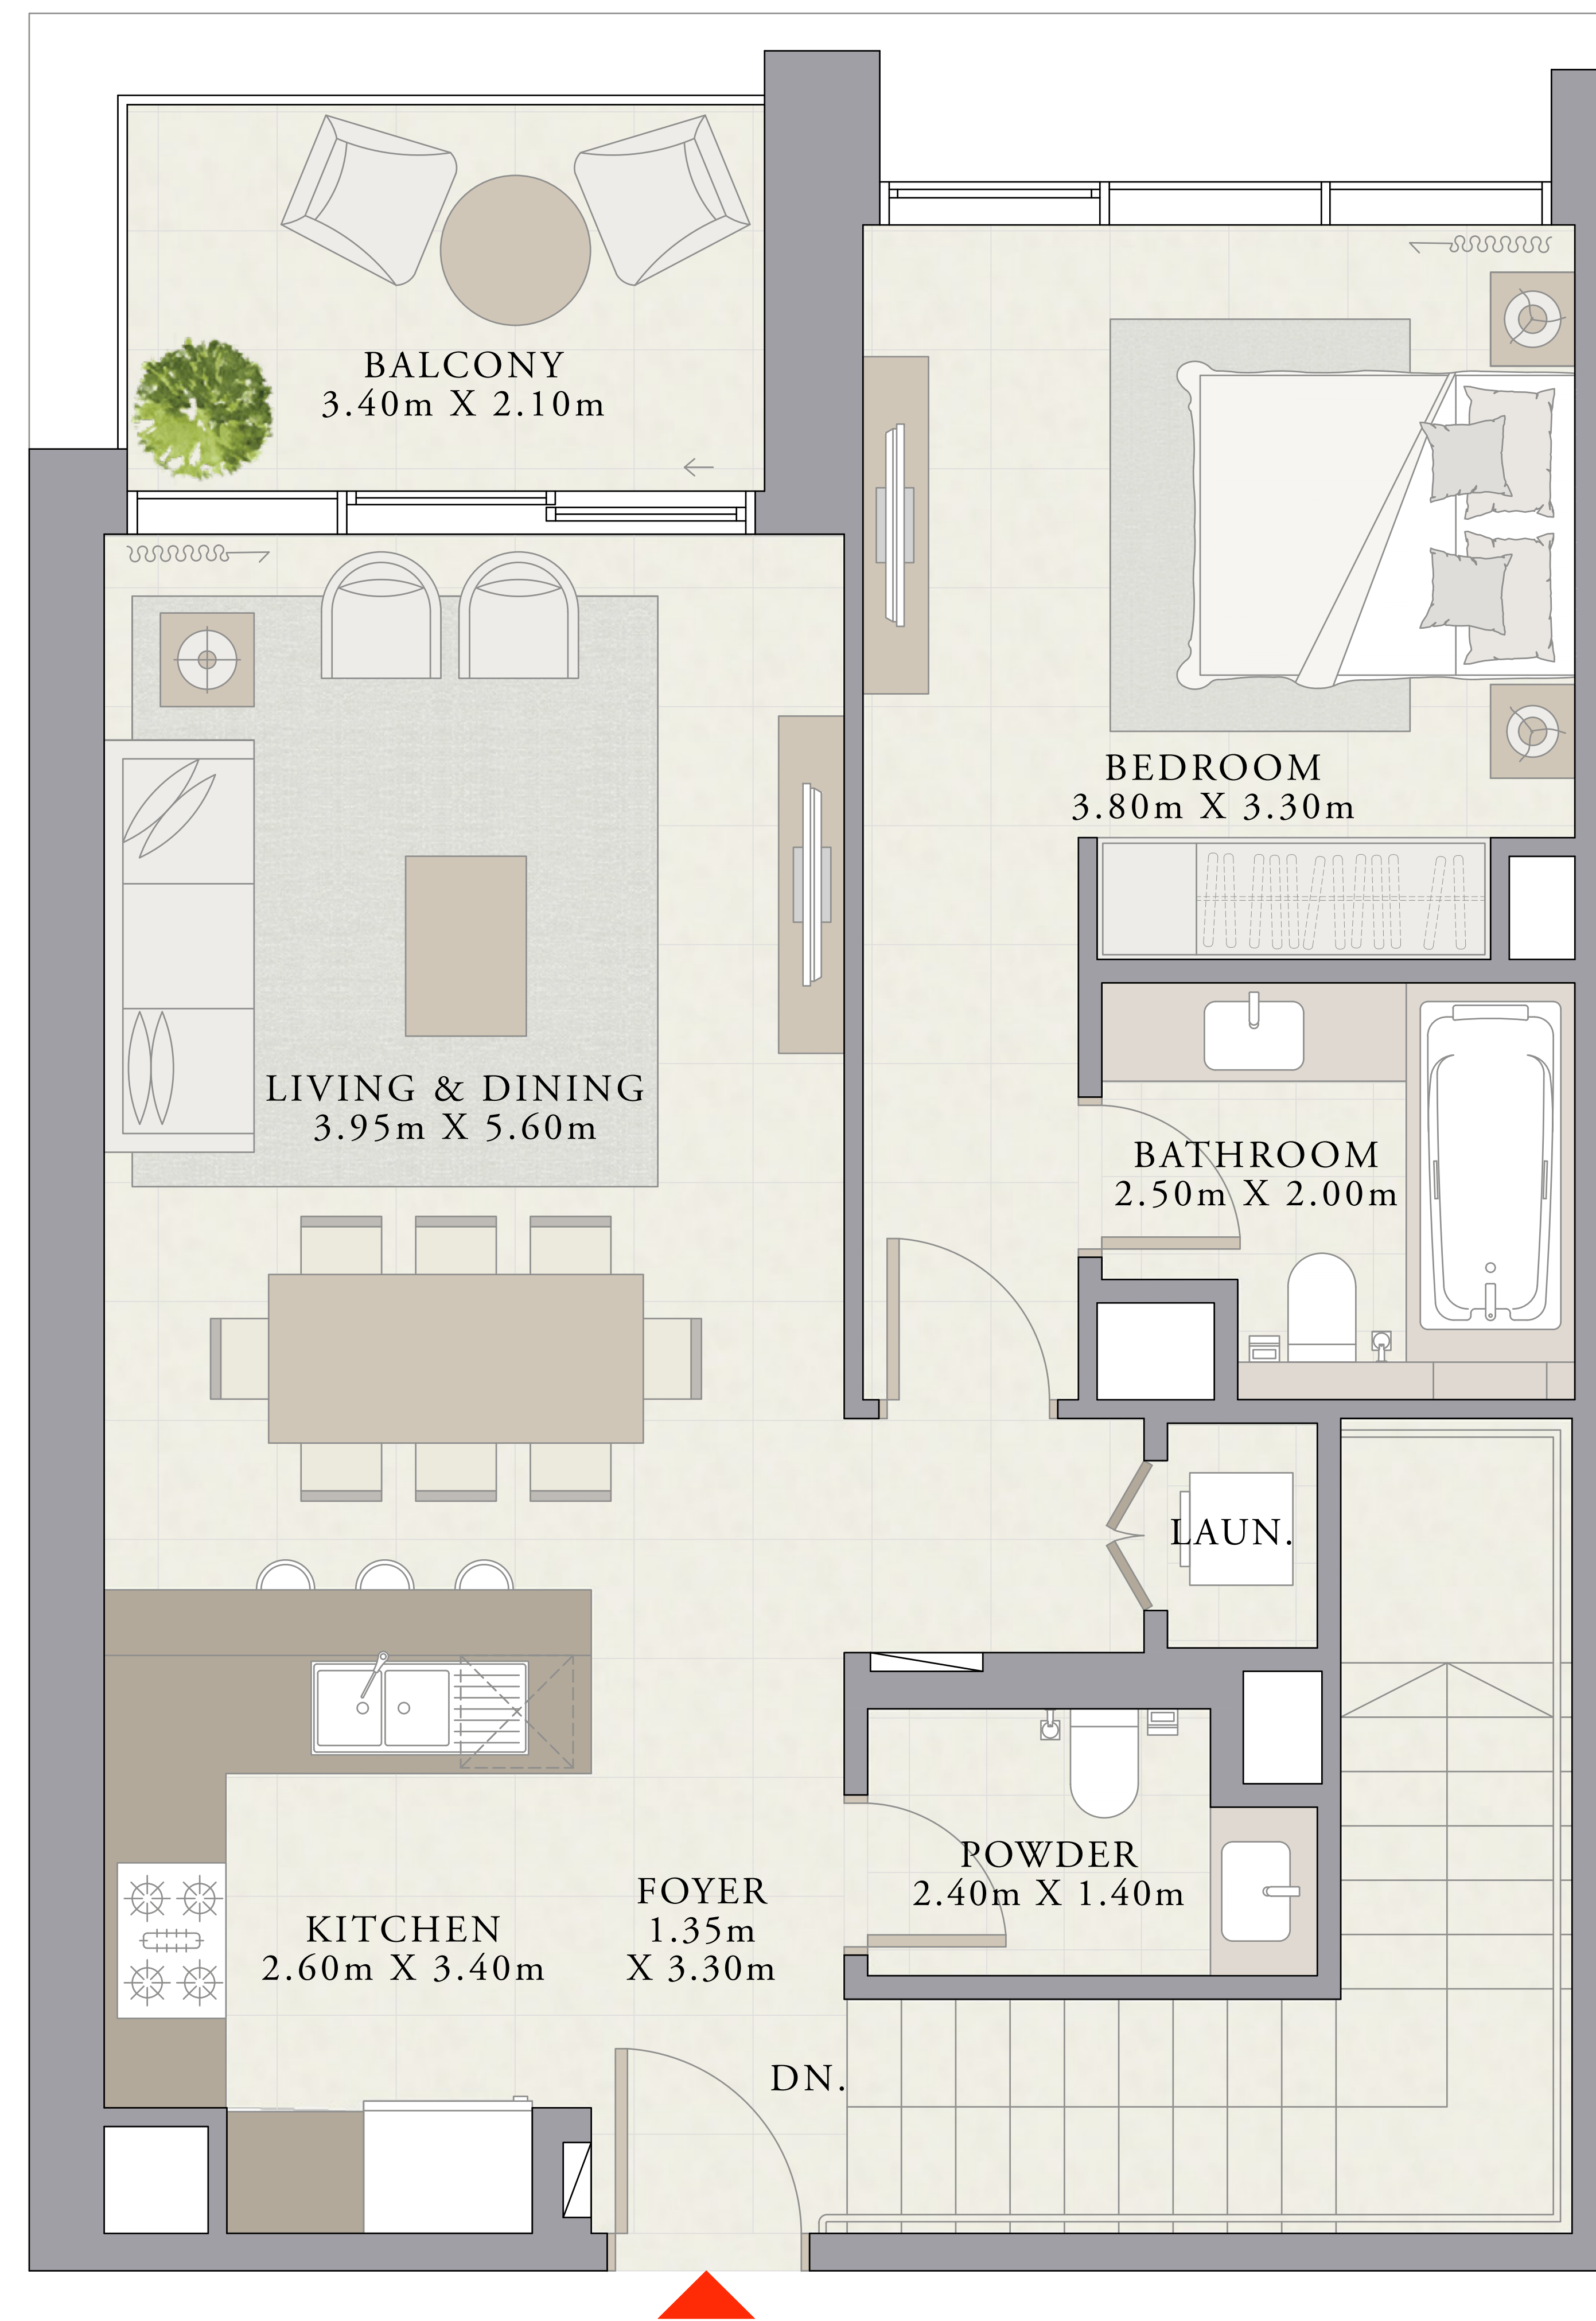 BALCONY
3.40m X 2.10m
BEDROOM
3.80m X 3.30m
LIVING & DINING
3.95m X 5.60m
BATHROOM
2.50m X 2.00m
LAUN.
POWDER
2.40m X 1.40m
FOYER
1.35m
X 3.30m
KITCHEN
2.60m X 3.40m
DN.